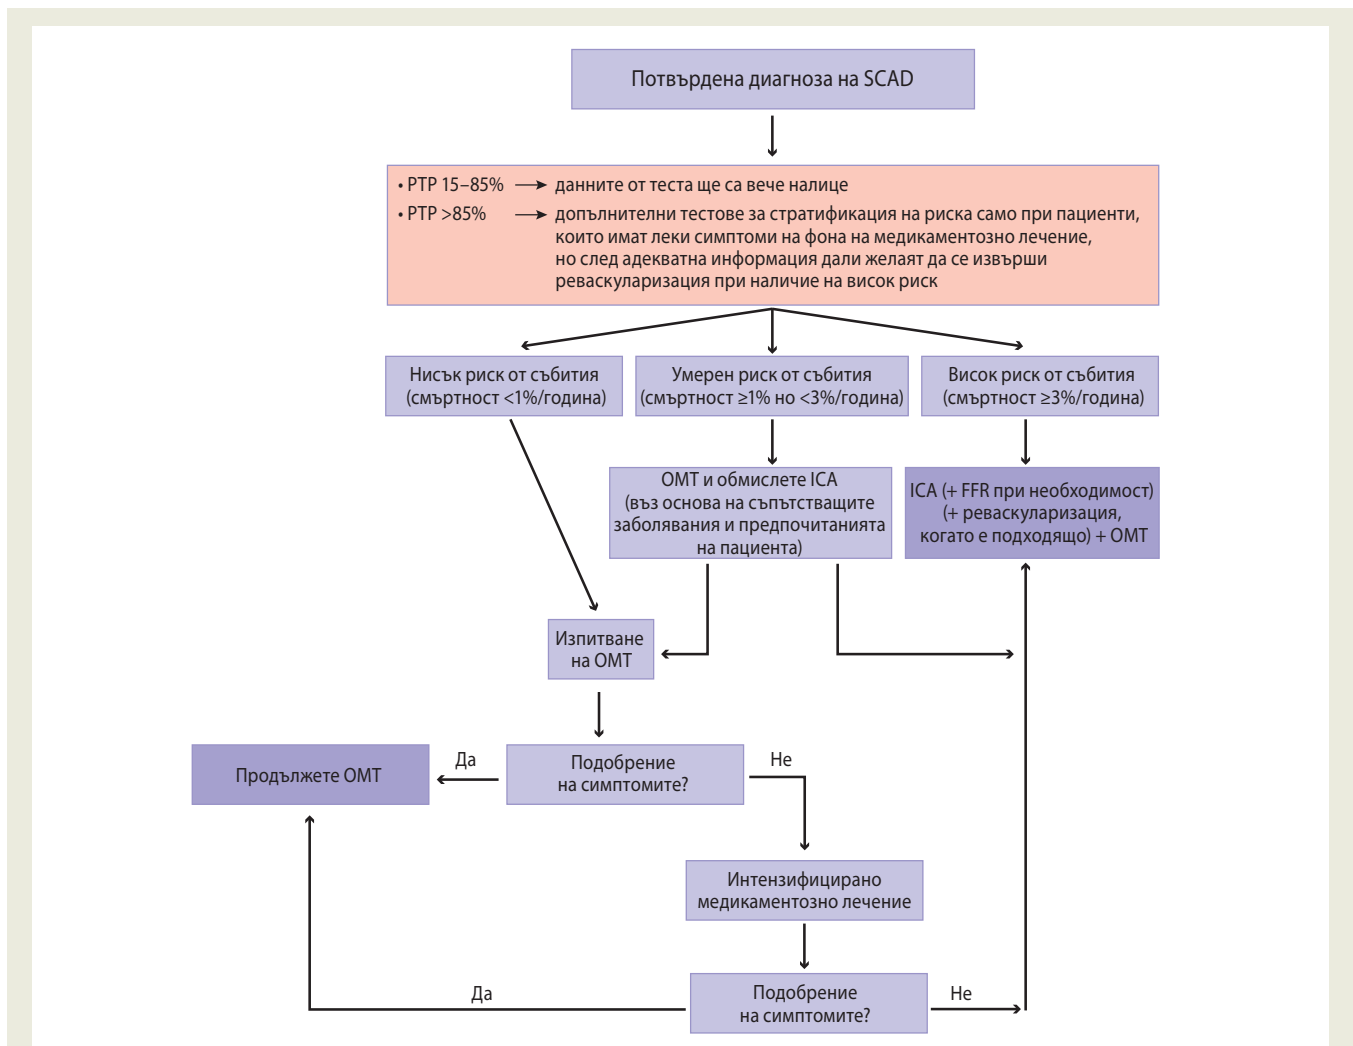 Потвърдена диагноза на SCAD
• PTP 15–85% → данните от теста ще са вече налице
• PTP >85% → допълнителни тестове за стратификация на риска само при пациенти,
които имат леки симптоми на фона на медикаментозно лечение,
но след адекватна информация дали желаят да се извърши
реваскуларизация при наличие на висок риск
Нисък риск от събития
(смъртност <1%/година)
Умерен риск от събития
(смъртност ≥1% но <3%/година)
Висок риск от събития
(смъртност ≥3%/година)
ОМТ и обмислете ICA
(въз основа на съпътстващите
заболявания и предпочитанията
на пациента)
ICA (+ FFR при необходимост)
(+ реваскуларизация,
когато е подходящо) + ОМТ
Изпитване
на ОМТ
Продължете ОМТ
Да
Подобрение
на симптомите?
Не
Интензифицирано
медикаментозно лечение
Да
Подобрение
на симптомите?
Не